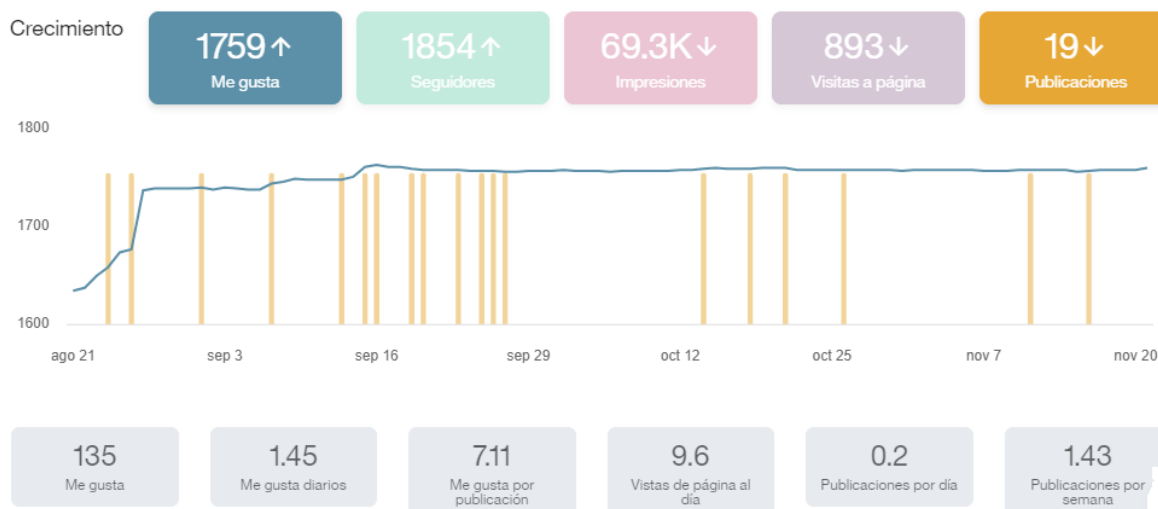 Crecimiento
1759↑
Me gusta
1854↑
Seguidores
69.3K↓
Impresiones
893↓
Visitas a página
19↓
Publicaciones
1800
1700
1600
ago 21
sep 3
sep 16
sep 29
oct 12
oct 25
nov 7
nov 20
135
Me gusta
1.45
Me gusta diarios
7.11
Me gusta por
publicación
9.6
Vistas de página al
día
0.2
Publicaciones por día
1.43
Publicaciones por
semana